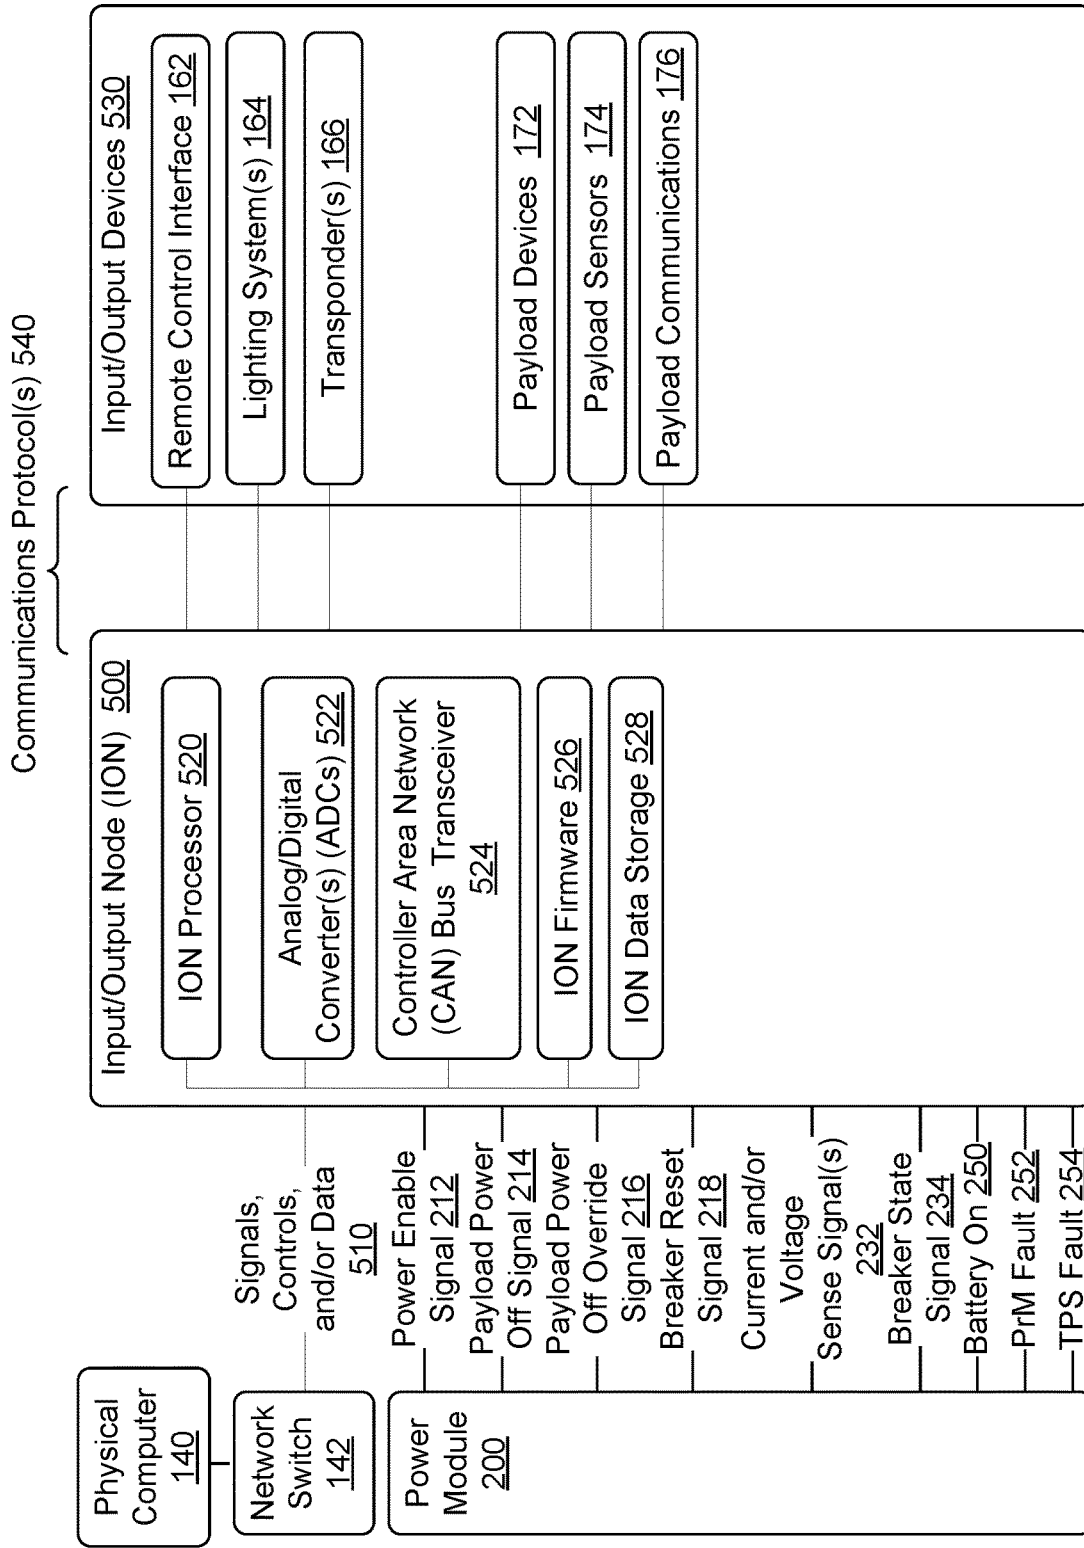 Communications Protocol(s) 540
Physical
Computer
140
Network
Switch
142
Power
Module
200
Signals,
Controls,
and/or Data
510
Power Enable
Signal 212
Payload Power
Off Signal 214
Payload Power
Off Override
Signal 216
Breaker Reset
Signal 218
Current and/or
Voltage
Sense Signal(s)
232
Breaker State
Signal 234
Battery On 250
PrM Fault 252
TPS Fault 254
Input/Output Node (ION) 500
ION Processor 520
Analog/Digital
Converter(s) (ADCs) 522
Controller Area Network
(CAN) Bus Transceiver
524
ION Firmware 526
ION Data Storage 528
Input/Output Devices 530
Remote Control Interface 162
Lighting System(s) 164
Transponder(s) 166
Payload Devices 172
Payload Sensors 174
Payload Communications 176